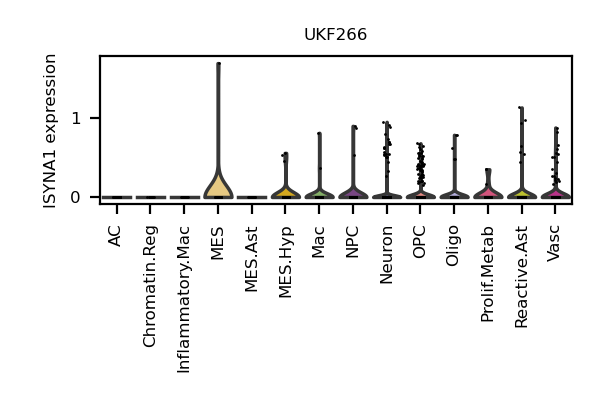 UKF266
ISYNA1 expression
1
0
AC
Chromatin.Reg
Inflammatory.Mac
MES
MES.Ast
MES.Hyp
Mac
NPC
Neuron
OPC
Oligo
Prolif.Metab
Reactive.Ast
Vasc